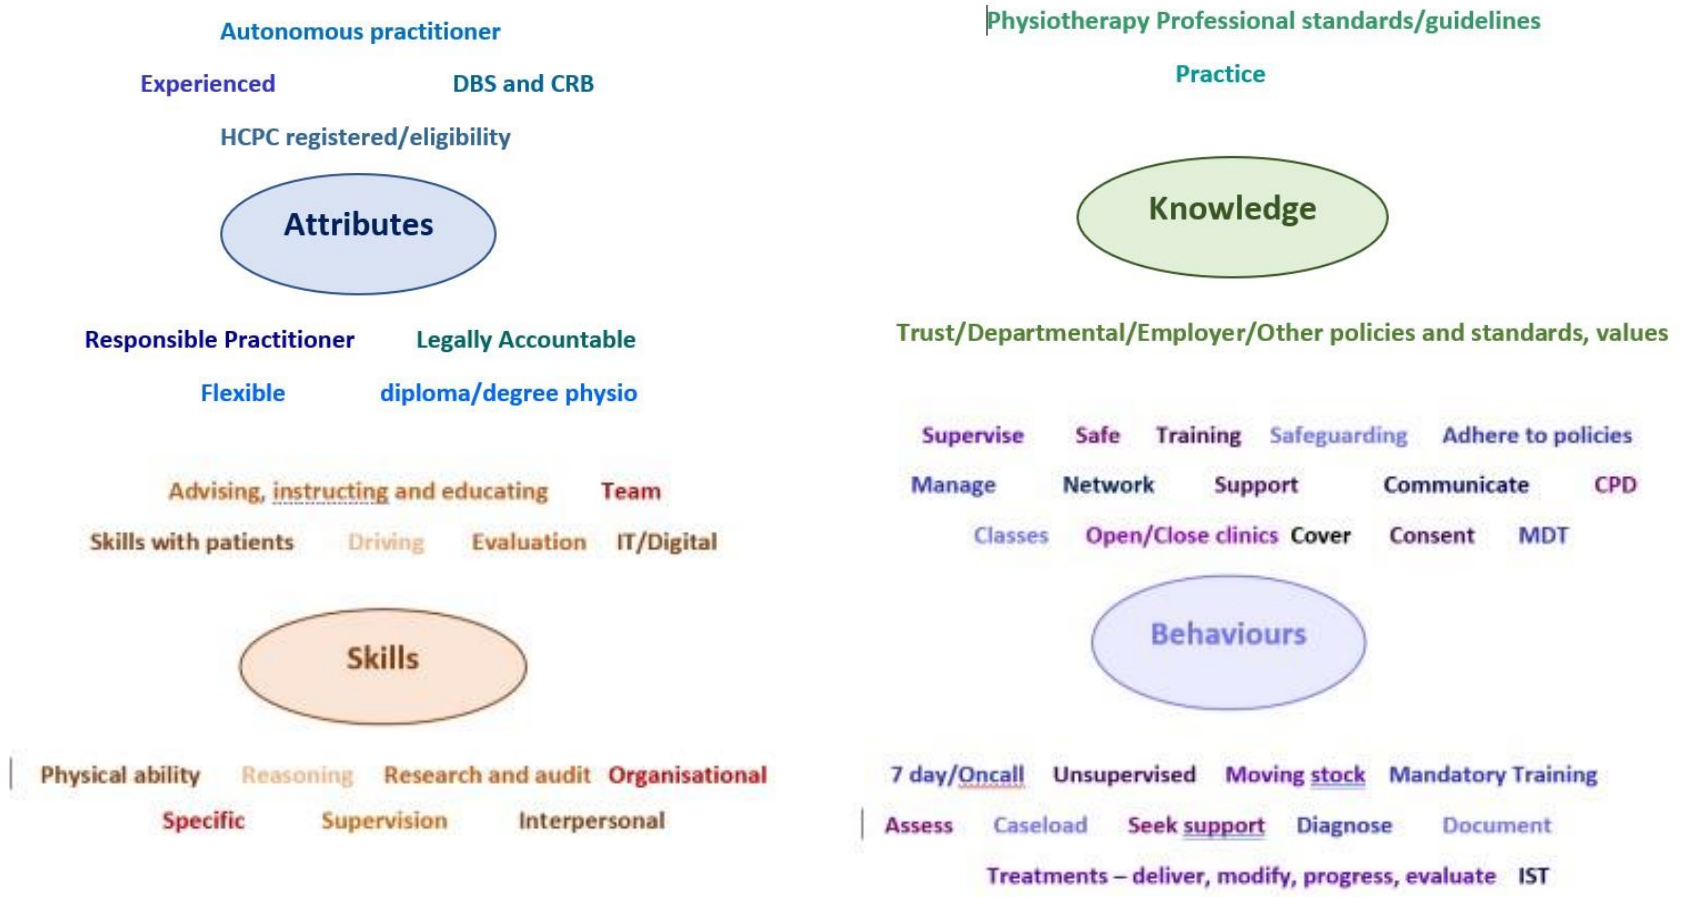 Autonomous practitioner
Experienced DBS and CRB
HCPC registered/eligibility
Attributes
Responsible Practitioner Legally Accountable
Flexible diploma/degree physio
Physiotherapy Professional standards/guidelines
Practice
Knowledge
Trust/Departmental/Employer/Other policies and standards, values
Advising, instructing and educating Team
Skills with patients Driving Evaluation IT/Digital
Skills
Physical ability Reasoning Research and audit Organisational
Specific Supervision Interpersonal
Supervise Safe Training Safeguarding Adhere to policies
Manage Network Support Communicate CPD
Classes Open/Close clinics Cover Consent MDT
Behaviours
7 day/Oncall Unsupervised Moving stock Mandatory Training
Assess Caseload Seek support Diagnose Document
Treatments – deliver, modify, progress, evaluate IST